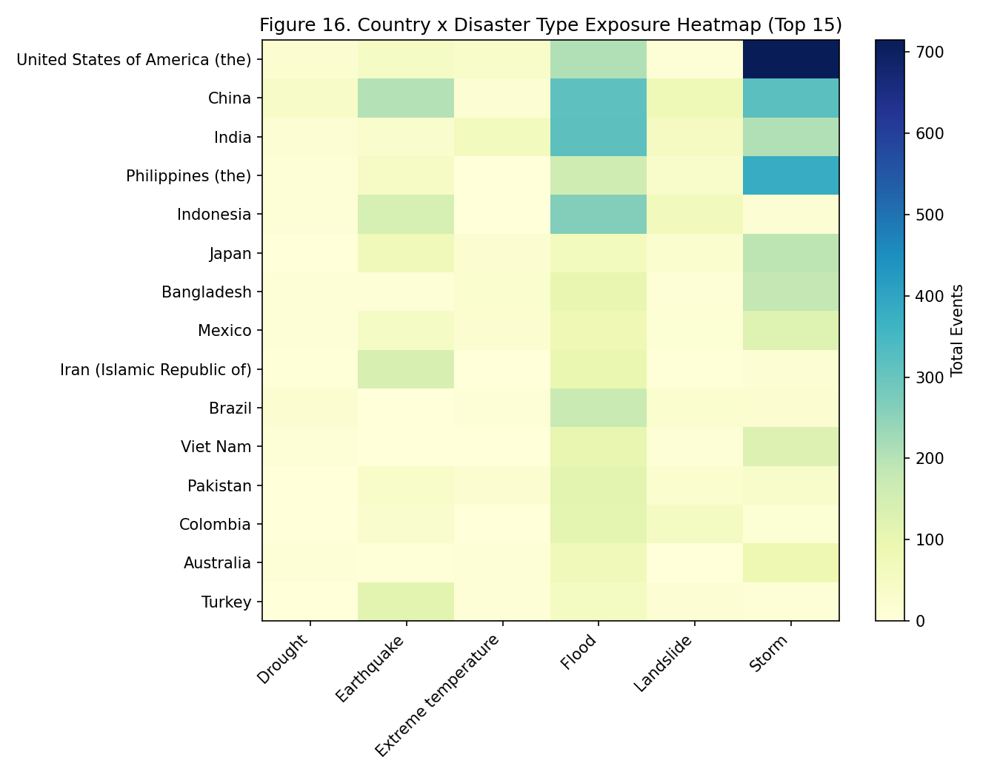 Figure 16. Country x Disaster Type Exposure Heatmap (Top 15)
United States of America (the)
China
India
Philippines (the)
Indonesia
Japan
Bangladesh
Mexico
Iran (Islamic Republic of)
Brazil
Viet Nam
Pakistan
Colombia
Australia
Turkey
Drought
Earthquake
Extreme temperature
Flood
Landslide
Storm
700
600
500
400
300
200
100
0
Total Events